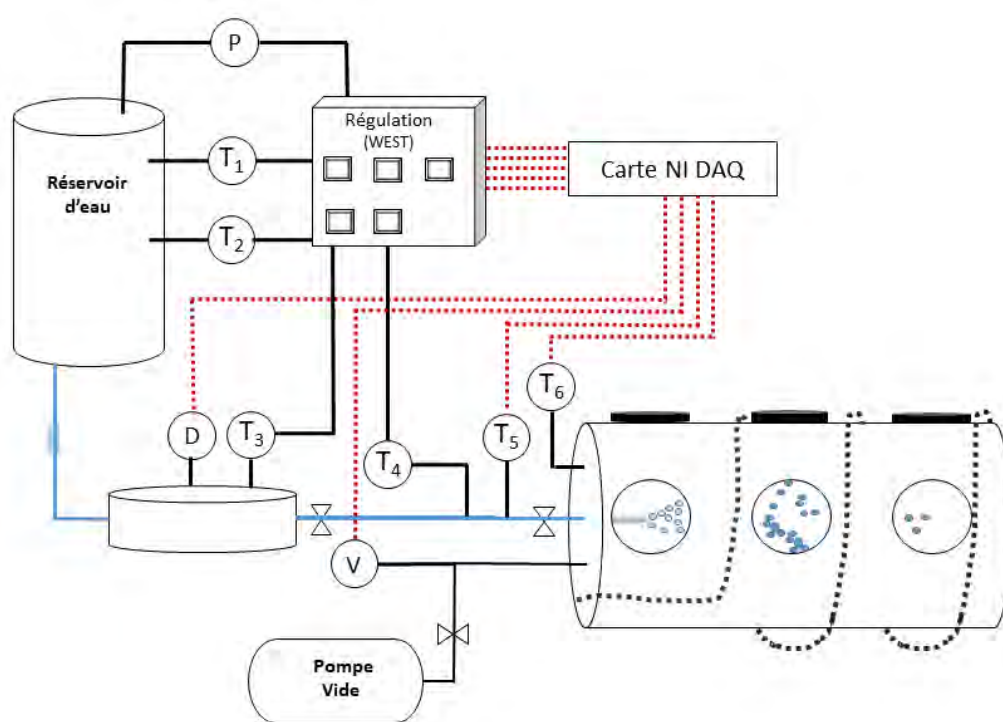 P
Régulation
(WEST)
T1
Carte NI DAQ
Réservoir
d'eau
T2
T6
D
T3
T5
T4
V
Pompe
Vide